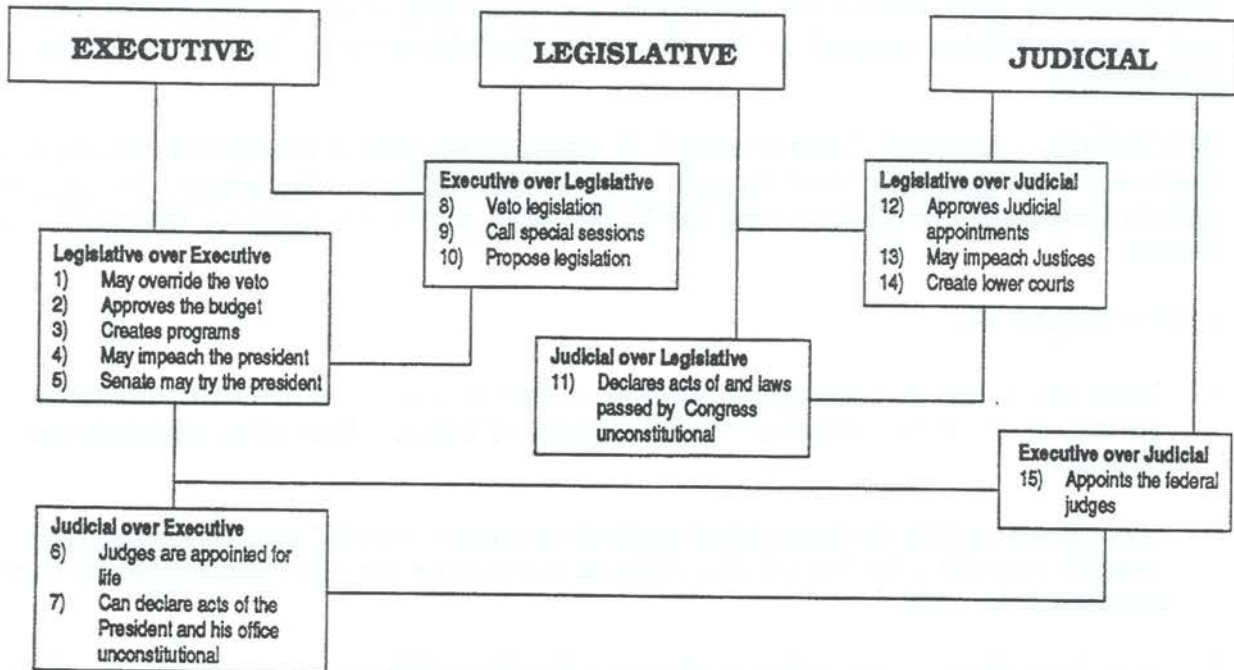 EXECUTIVE
LEGISLATIVE
JUDICIAL
Executive over Legislative
8) Veto legislation
9) Call special sessions
10) Propose legislation
Legislative over Judicial
12) Approves Judicial
appointments
13) May impeach Justices
14) Create lower courts
Legislative over Executive
1) May override the veto
2) Approves the budget
3) Creates programs
4) May impeach the president
5) Senate may try the president
Judicial over Legislative
11) Declares acts of and laws
passed by Congress
unconstitutional
Executive over Judicial
15) Appoints the federal
judges
Judicial over Executive
6) Judges are appointed for
life
7) Can declare acts of the
President and his office
unconstitutional